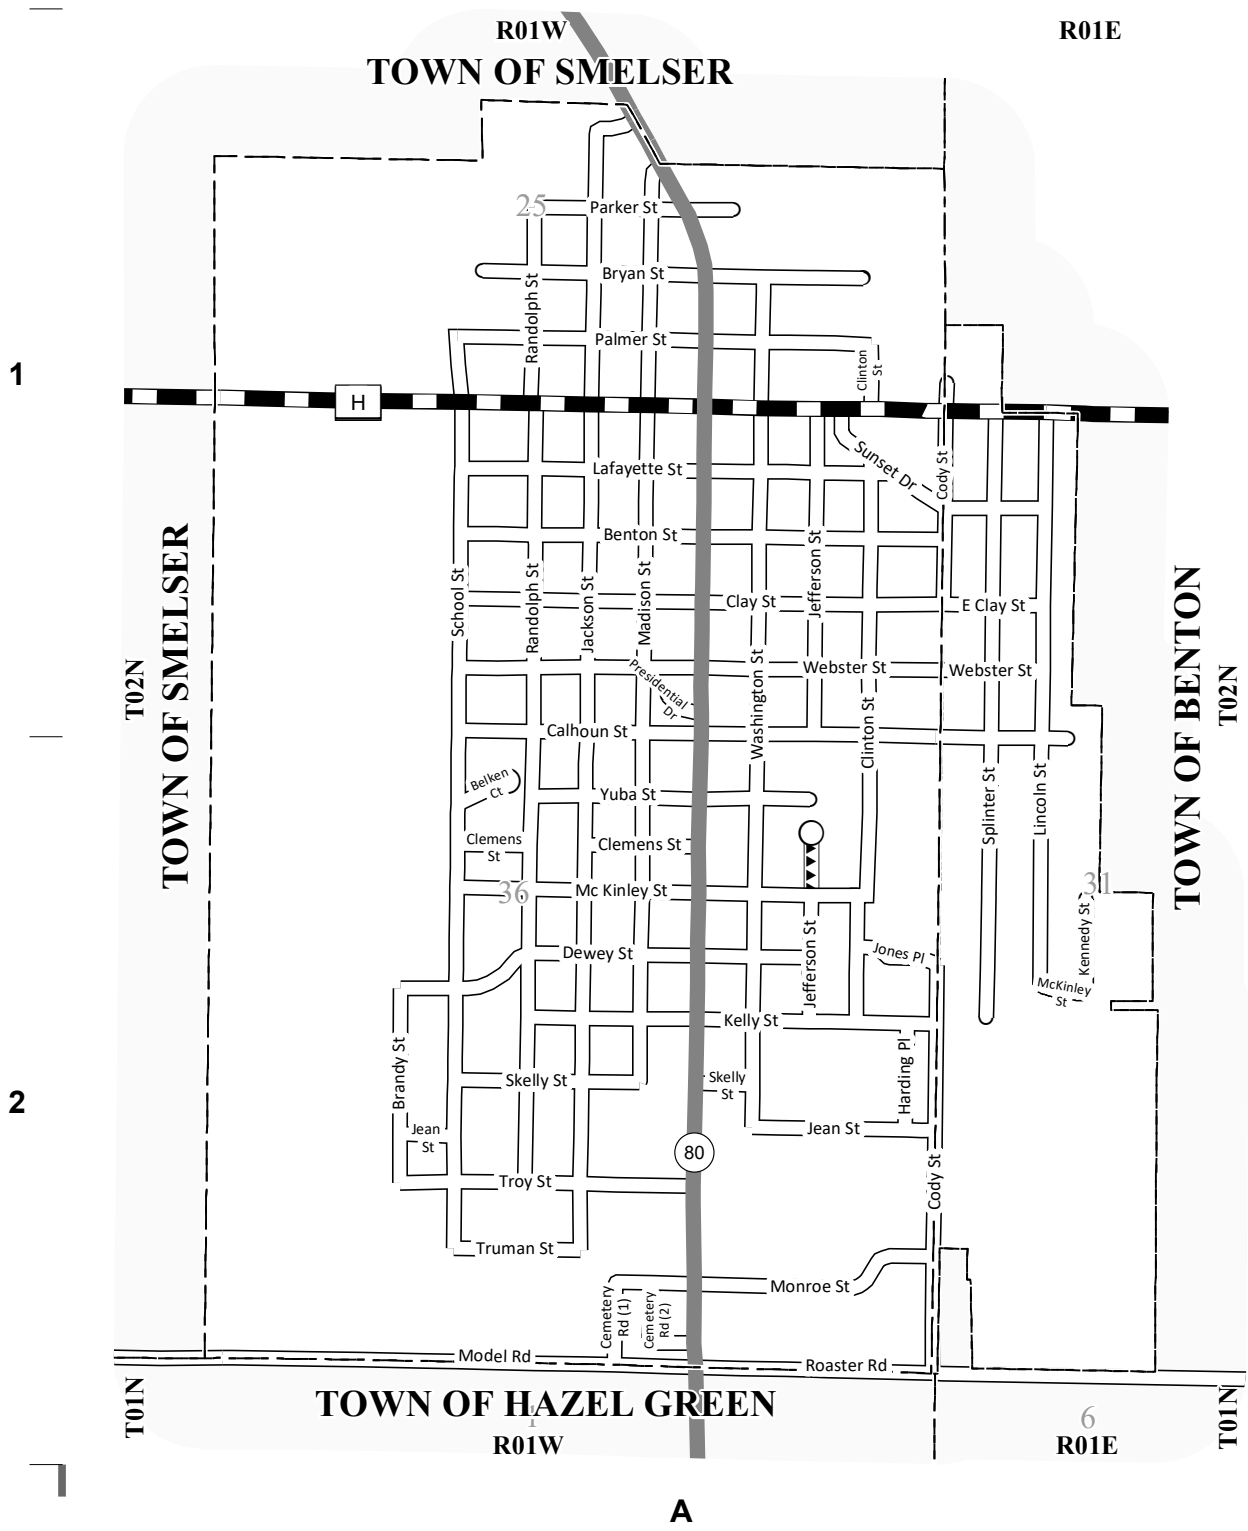 R01W
R01E
TOWN OF SMELSER
25
Parker St
Bryan St
Randolph St
Palmer St
Clinton
St
1
H
Lafayette St
Sunset Dr
Cody St
Benton St
Jefferson St
TOWN OF SMELSER
School St
Randolph St
Jackson St
Madison St
Clay St
E Clay St
TOWN OF BENTON
T02N
Presidential
Dr
Washington St
Webster St
Webster St
T02N
Calhoun St
Clinton St
Belken
Ct
Yuba St
Splinter St
Lincoln St
Clemens
St
Clemens St
36
Mc Kinley St
31
Kennedy St
Dewey St
Jefferson St
Jones Pl
McKinley
St
Kelly St
Brandy St
Harding Pl
2
Skelly St
Skelly
St
Jean
St
Jean St
80
Troy St
Cody St
Truman St
Monroe St
Cemetery
Rd (1)
Cemetery
Rd (2)
Model Rd
Roaster Rd
T01N
TOWN OF HAZEL GREEN
1
6
T01N
R01W
R01E
A